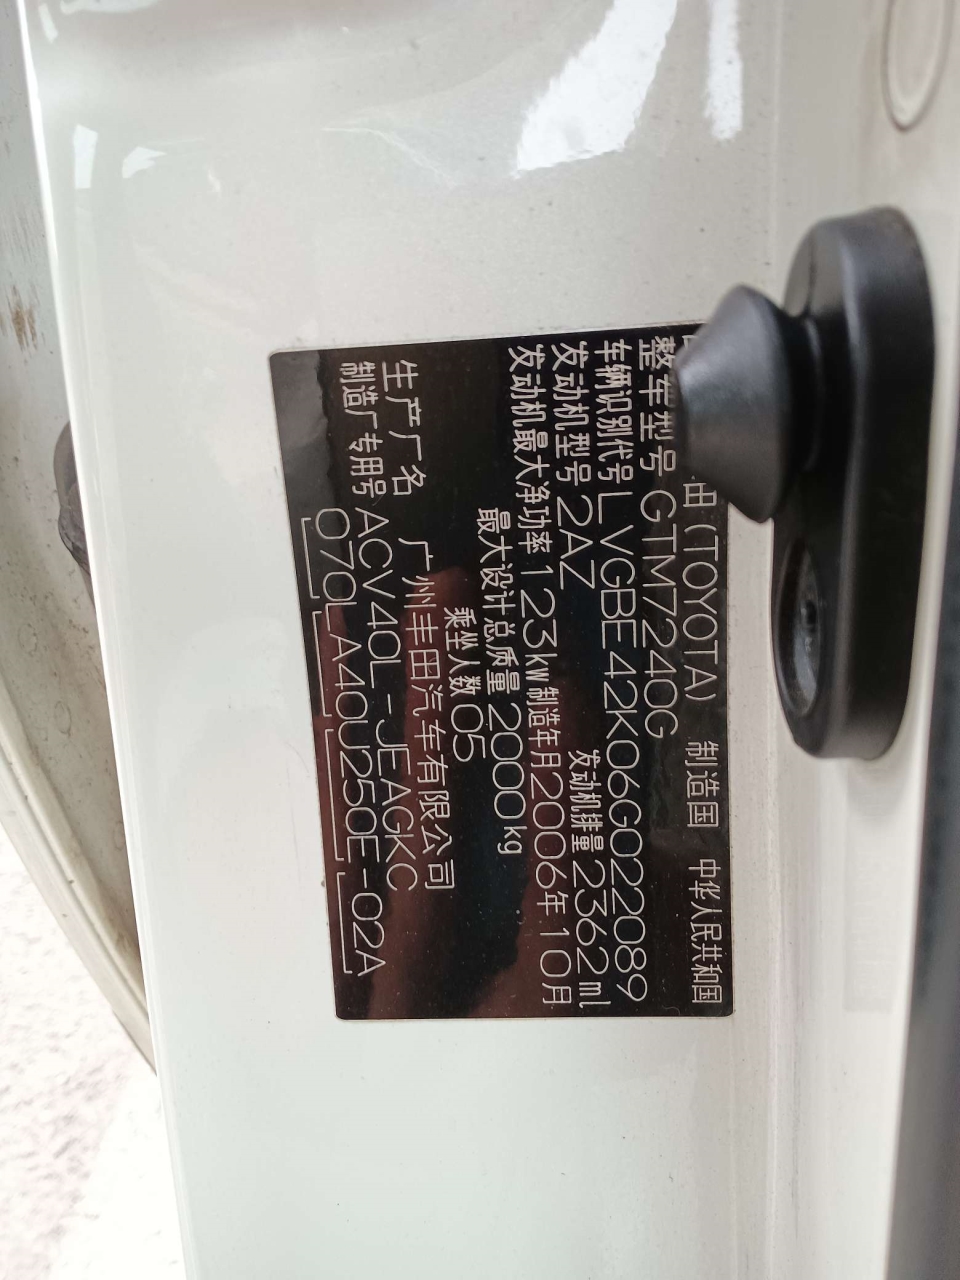 田(TOYOTA) 制造国 中华人民共和国
整车型号 GTM7240G
车辆识别代号 LVGBE42K06G022089
发动机型号 2AZ 发动机排量 2362ml
发动机最大净功率 123kW 制造年月 2006年10月
最大设计总质量 2000kg
乘坐人数 05
生产厂名 广州丰田汽车有限公司
制造厂专用号 ACV40L-JEAGKC
070LA40U250E-02A